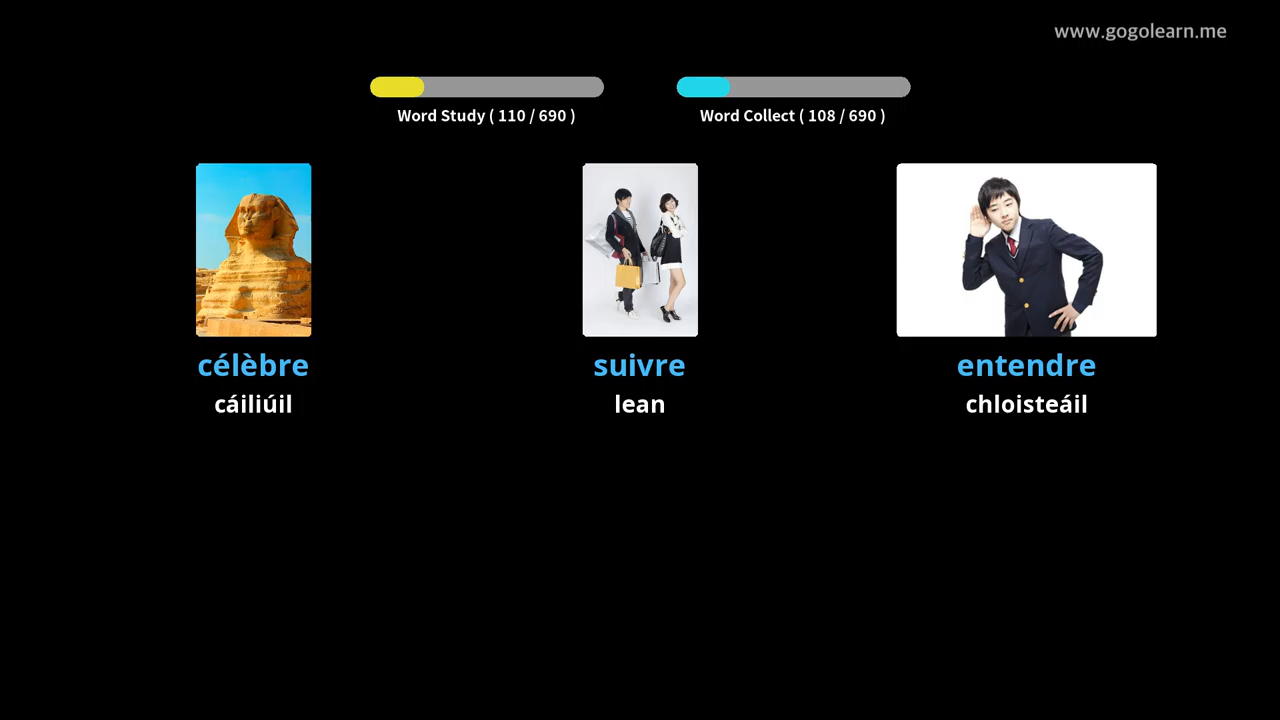 www.gogolearn.me
Word Study ( 110 / 690 )
Word Collect ( 108 / 690 )
célèbre
cáiliúil
suivre
lean
entendre
chloisteáil